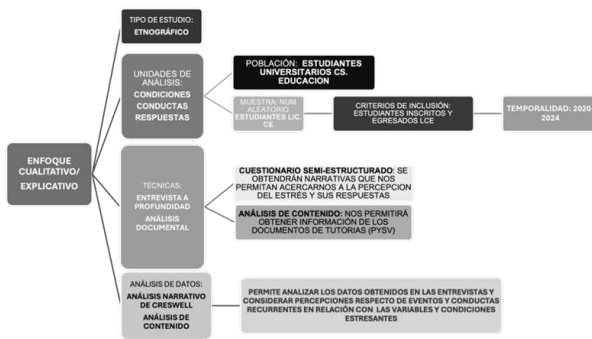 TIPO DE ESTUDIO:
ETNOGRÁFICO
UNIDADES DE
ANÁLISIS:
CONDICIONES
CONDUCTAS
RESPUESTAS
POBLACIÓN: ESTUDIANTES
UNIVERSITARIOS CS.
EDUCACION
MUESTRA: NÚM
ALEATORIO
ESTUDIANTES LIC.
CE
CRITERIOS DE INCLUSIÓN:
ESTUDIANTES INSCRITOS Y
EGRESADOS LCE
TEMPORALIDAD: 2020-
2024
ENFOQUE
CUALITATIVO/
EXPLICATIVO
TÉCNICAS:
ENTREVISTA A
PROFUNDIDAD
ANÁLISIS
DOCUMENTAL
CUESTIONARIO SEMI-ESTRUCTURADO: SE
OBTENDRÁN NARRATIVAS QUE NOS
PERMITAN ACERCARNOS A LA PERCEPCION
DEL ESTRÉS Y SUS RESPUESTAS
ANÁLISIS DE CONTENIDO: NOS PERMITIRÁ
OBTENER INFORMACIÓN DE LOS
DOCUMENTOS DE TUTORIAS (PYSV)
ANÁLISIS DE DATOS:
ANÁLISIS NARRATIVO
DE CRESWELL
ANÁLISIS DE
CONTENIDO
PERMITE ANALIZAR LOS DATOS OBTENIDOS EN LAS ENTREVISTAS Y
CONSIDERAR PERCEPCIONES RESPECTO DE EVENTOS Y CONDUCTAS
RECURRENTES EN RELACIÓN CON LAS VARIABLES Y CONDICIONES
ESTRESANTES